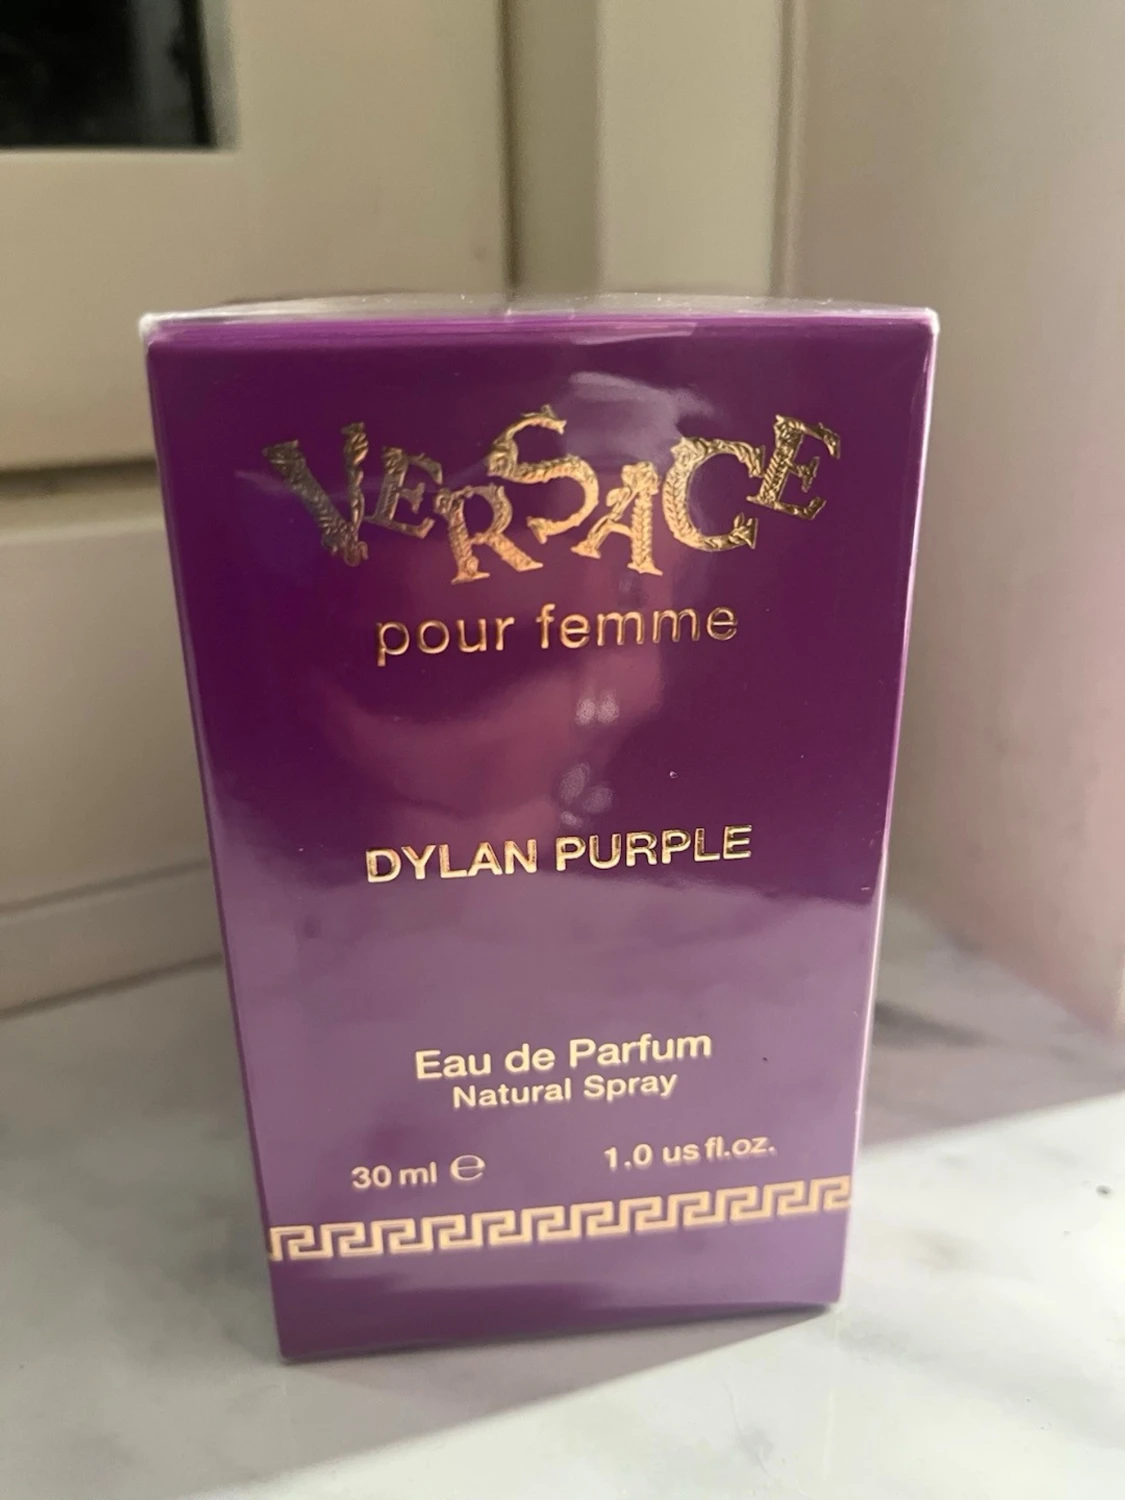 VERSACE
pour femme
DYLAN PURPLE
Eau de Parfum
Natural Spray
30 ml ℮ 1.0 us fl.oz.